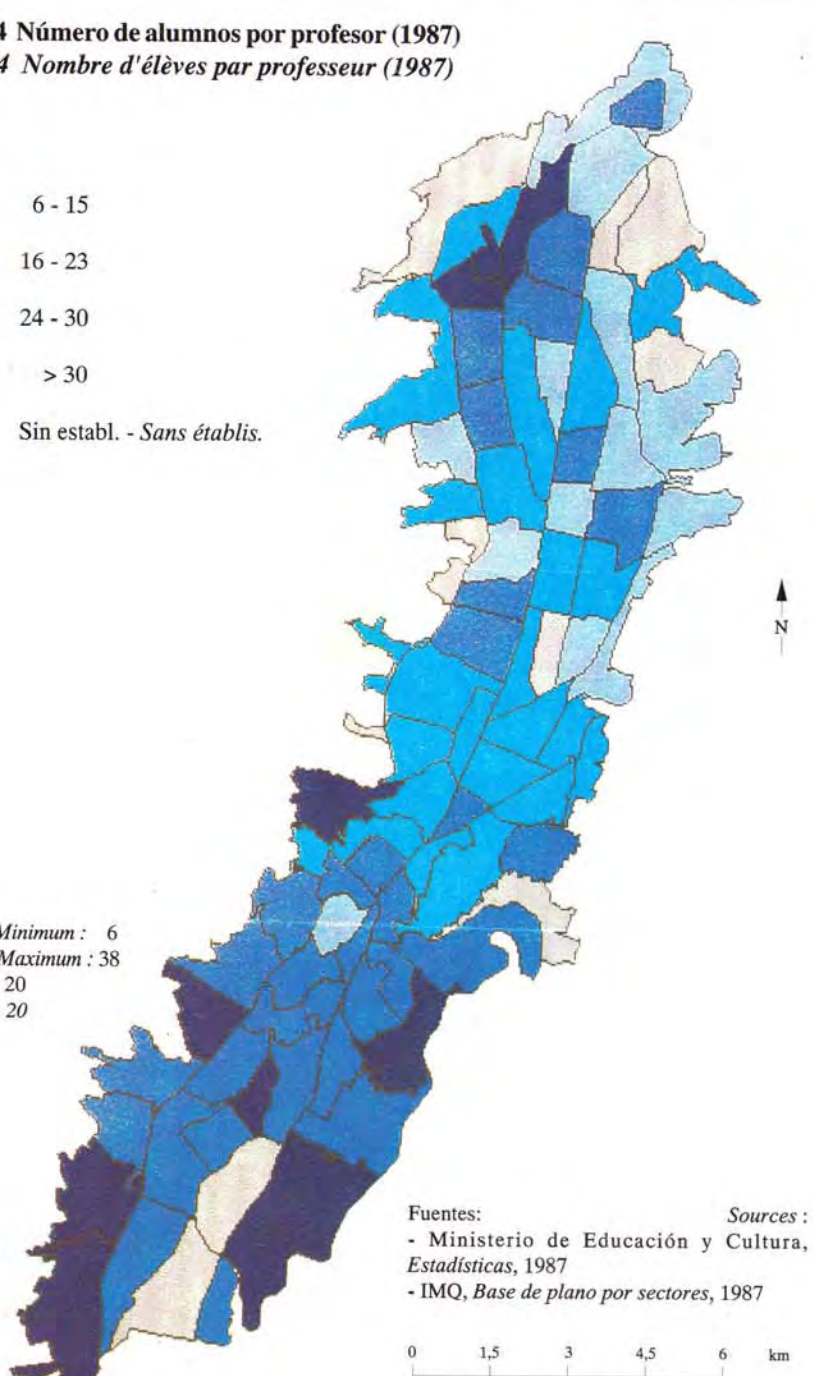 4 Número de alumnos por profesor (1987)
4 Nombre d'élèves par professeur (1987)
6 - 15
16 - 23
24 - 30
> 30
Sin establ. - Sans établis.
N
Minimum : 6
Maximum : 38
20
20
Fuentes: Sources :
- Ministerio de Educación y Cultura,
Estadísticas, 1987
- IMQ, Base de plano por sectores, 1987
0 1,5 3 4,5 6 km